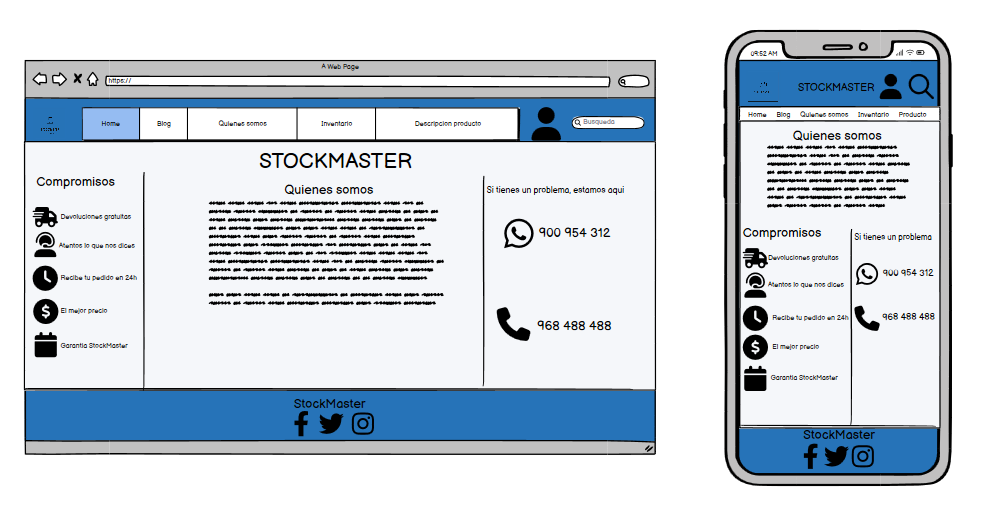 A Web Page
https://
Home
Blog
Quienes somos
Inventario
Descripcion producto
Busqueda
STOCKMASTER
Compromisos
Devoluciones gratuitas
Atentos lo que nos dices
Recibe tu pedido en 24h
El mejor precio
Garantia StockMaster
Quienes somos
Si tienes un problema, estamos aqui
900 954 312
968 488 488
StockMaster
09:52 AM
STOCKMASTER
Home Blog Quienes somos Inventario Producto
Quienes somos
Compromisos
Devoluciones gratuitas
Atentos lo que nos dices
Recibe tu pedido en 24h
El mejor precio
Garantia StockMaster
Si tienes un problema
900 954 312
968 488 488
StockMaster